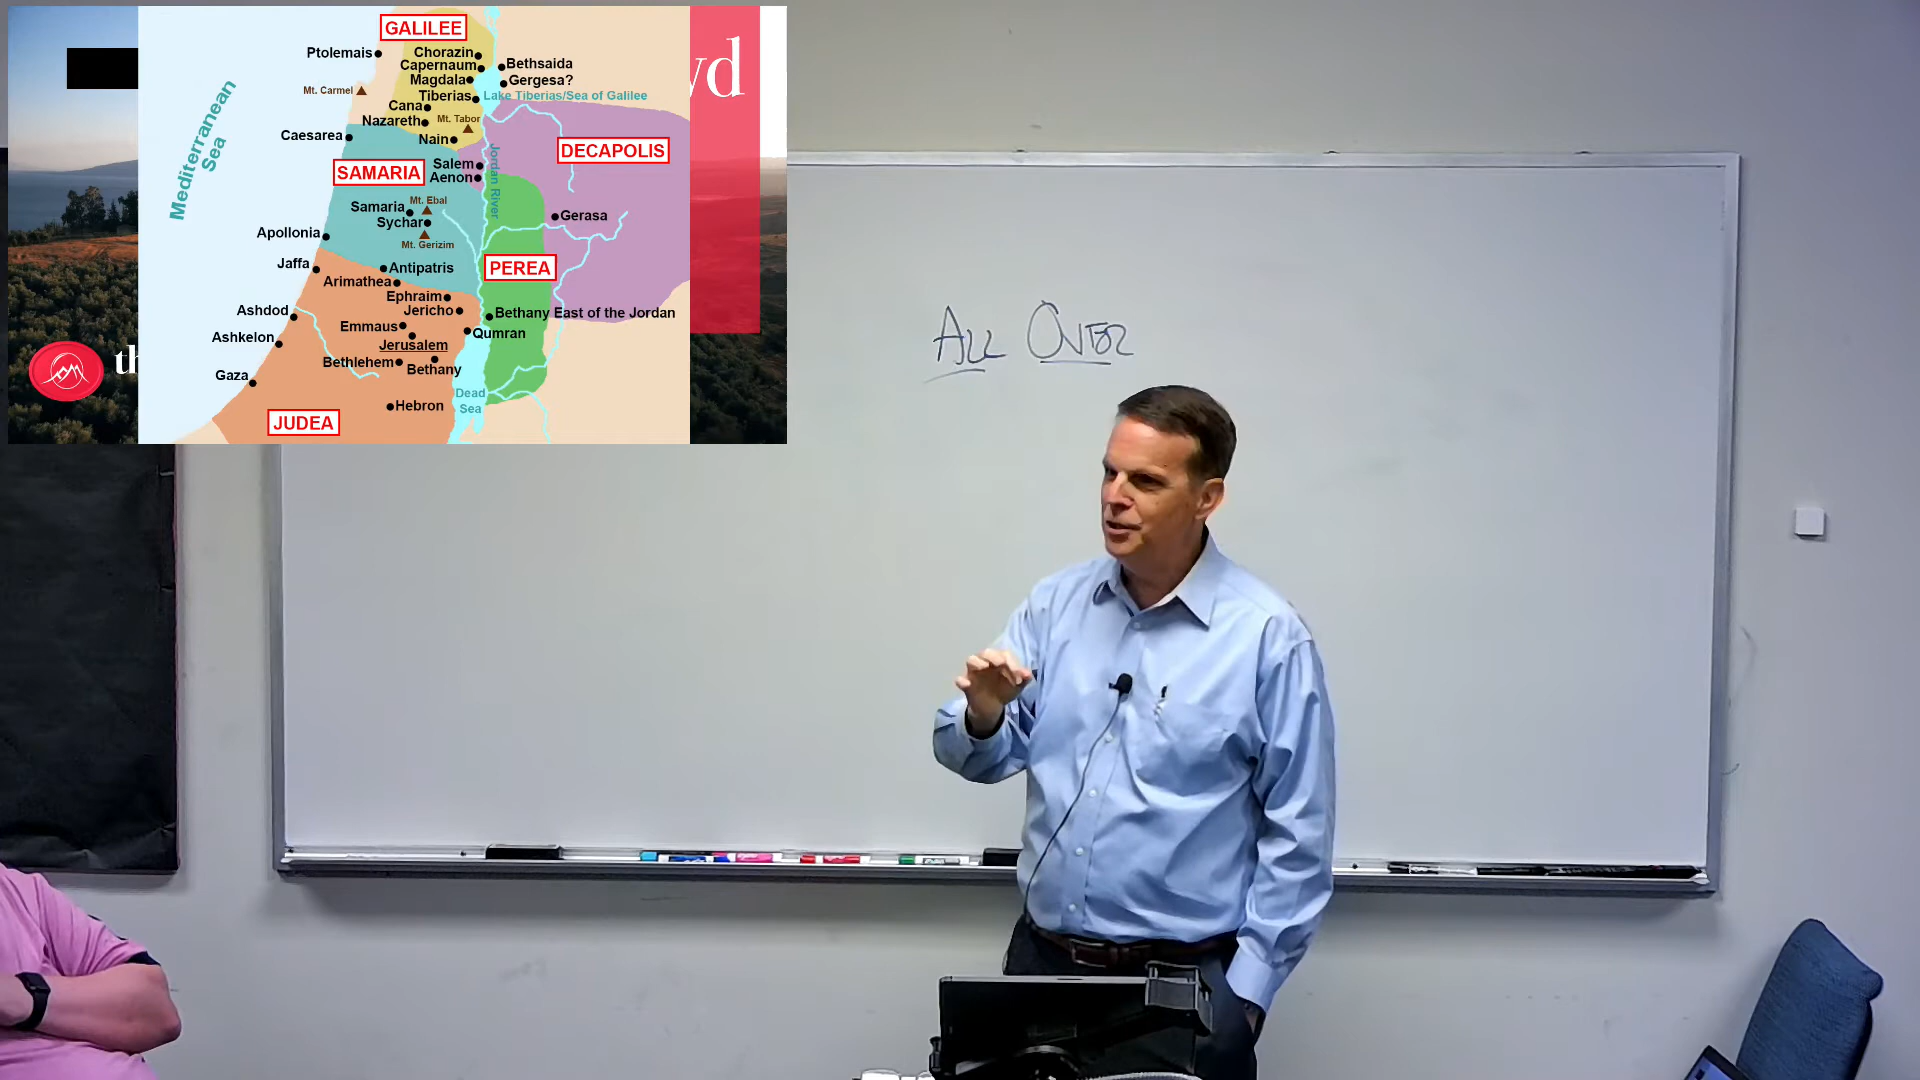 GALILEE
Ptolemais
Chorazin
Capernaum
Bethsaida
Magdala
Gergesa?
Mt. Carmel
Tiberias
Lake Tiberias/Sea of Galilee
Cana
Nazareth
Mt. Tabor
Caesarea
Nain
DECAPOLIS
Mediterranean
Sea
SAMARIA
Salem
Aenon
Jordan River
Samaria
Mt. Ebal
Sychar
Gerasa
Apollonia
Mt. Gerizim
Jaffa
Antipatris
PEREA
Arimathea
Ephraim
Jericho
Ashdod
Bethany East of the Jordan
Emmaus
Qumran
Ashkelon
Jerusalem
Bethlehem
Bethany
Gaza
Dead
Sea
Hebron
JUDEA
All Over